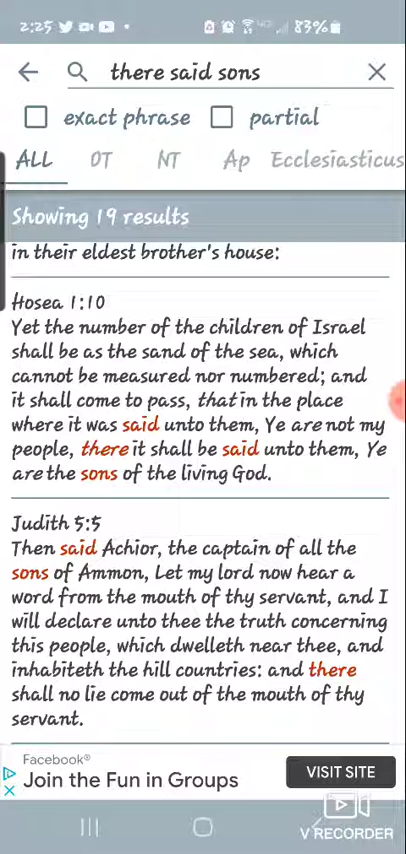 2:25 83%
there said sons
exact phrase partial
ALL OT NT Ap Ecclesiasticus
Showing 19 results
in their eldest brother's house:
Hosea 1:10
Yet the number of the children of Israel
shall be as the sand of the sea, which
cannot be measured nor numbered; and
it shall come to pass, that in the place
where it was said unto them, Ye are not my
people, there it shall be said unto them, Ye
are the sons of the living God.
Judith 5:5
Then said Achior, the captain of all the
sons of Ammon, Let my lord now hear a
word from the mouth of thy servant, and I
will declare unto thee the truth concerning
this people, which dwelleth near thee, and
inhabiteth the hill countries: and there
shall no lie come out of the mouth of thy
servant.
Facebook®
Join the Fun in Groups
VISIT SITE
V RECORDER